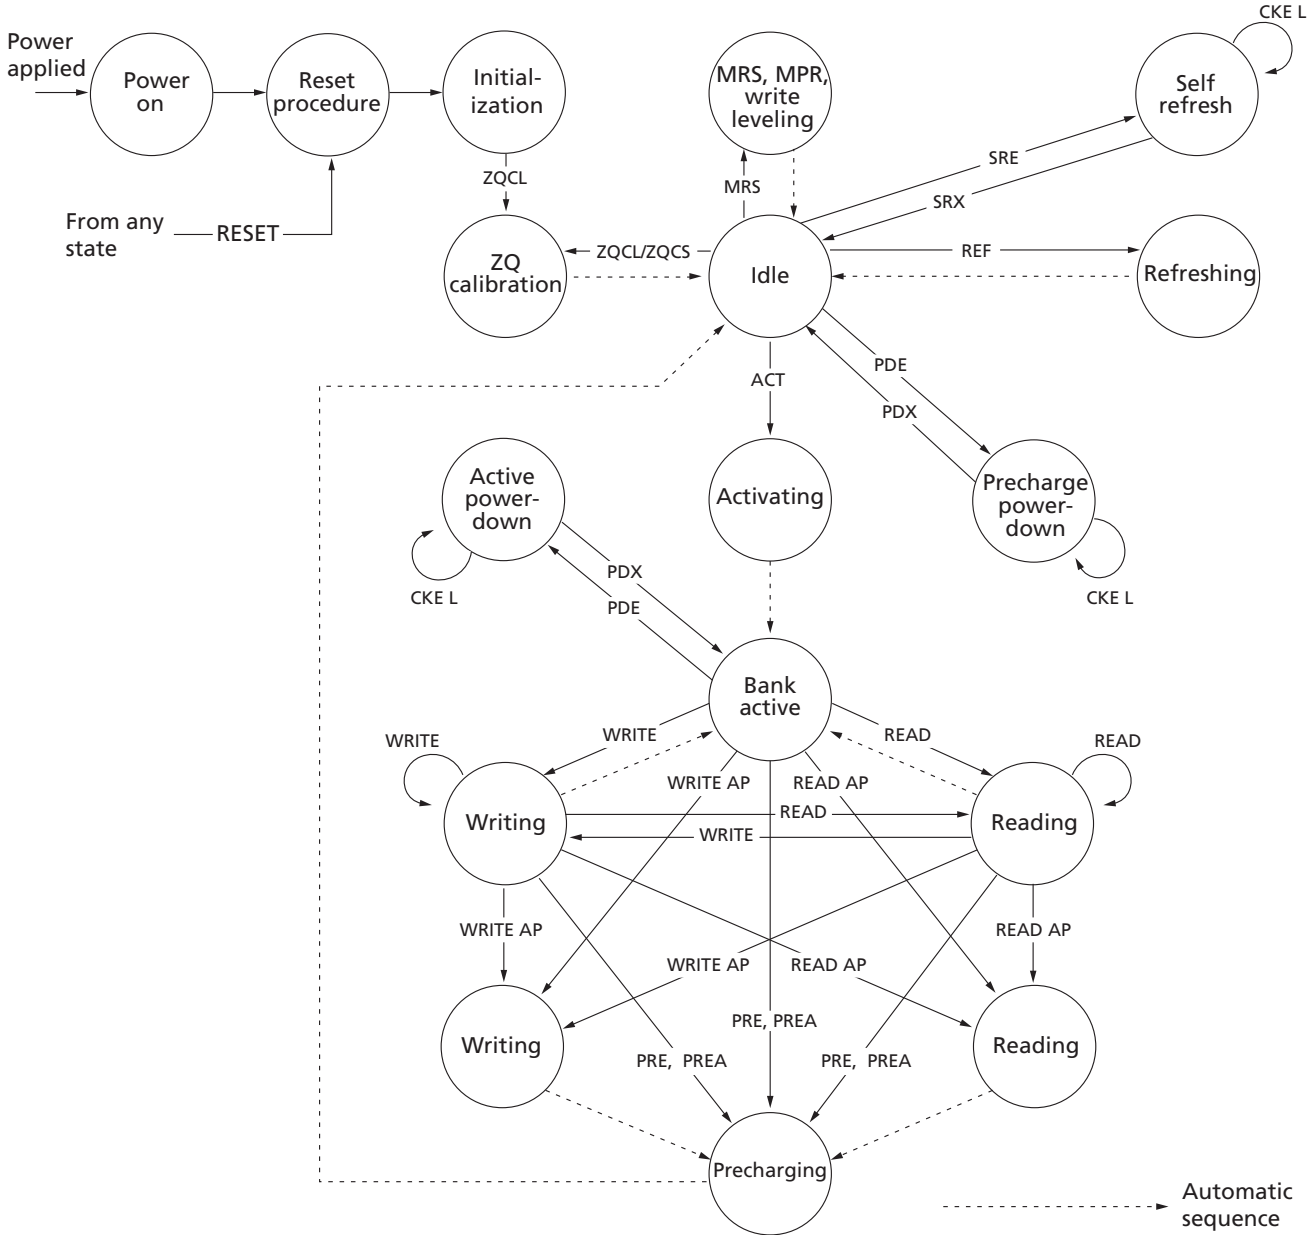 CKE L
Power
applied
Power
on
Reset
procedure
Initial-
ization
MRS, MPR,
write
leveling
Self
refresh
ZQCL
MRS
SRE
SRX
From any
state
RESET
ZQ
calibration
ZQCL/ZQCS
Idle
REF
Refreshing
PDE
ACT
PDX
Active
power-
down
Activating
Precharge
power-
down
PDX
CKE L
PDE
CKE L
Bank
active
WRITE
WRITE
READ
READ
WRITE AP
READ AP
Writing
READ
WRITE
Reading
WRITE AP
READ AP
WRITE AP
READ AP
PRE, PREA
Writing
Reading
PRE, PREA
PRE, PREA
Precharging
Automatic
sequence